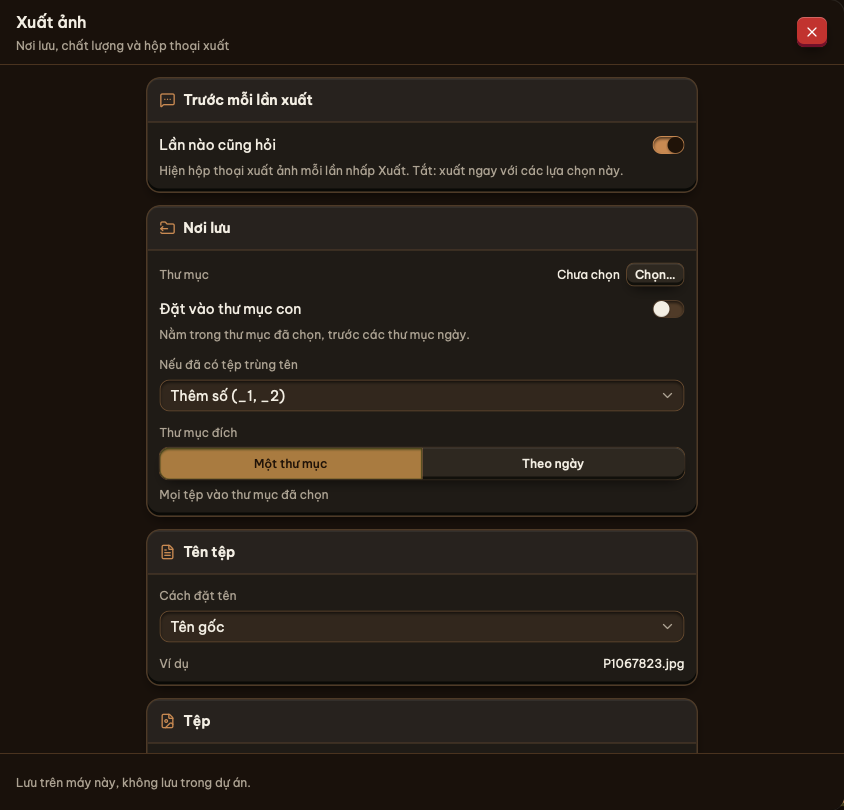 Xuất ảnh
Nơi lưu, chất lượng và hộp thoại xuất
Trước mỗi lần xuất
Lần nào cũng hỏi
Hiện hộp thoại xuất ảnh mỗi lần nhấp Xuất. Tắt: xuất ngay với các lựa chọn này.
Nơi lưu
Thư mục
Chưa chọn
Chọn...
Đặt vào thư mục con
Nằm trong thư mục đã chọn, trước các thư mục ngày.
Nếu đã có tệp trùng tên
Thêm số (_1, _2)
Thư mục đích
Một thư mục
Theo ngày
Mọi tệp vào thư mục đã chọn
Tên tệp
Cách đặt tên
Tên gốc
Ví dụ
P1067823.jpg
Tệp
Lưu trên máy này, không lưu trong dự án.